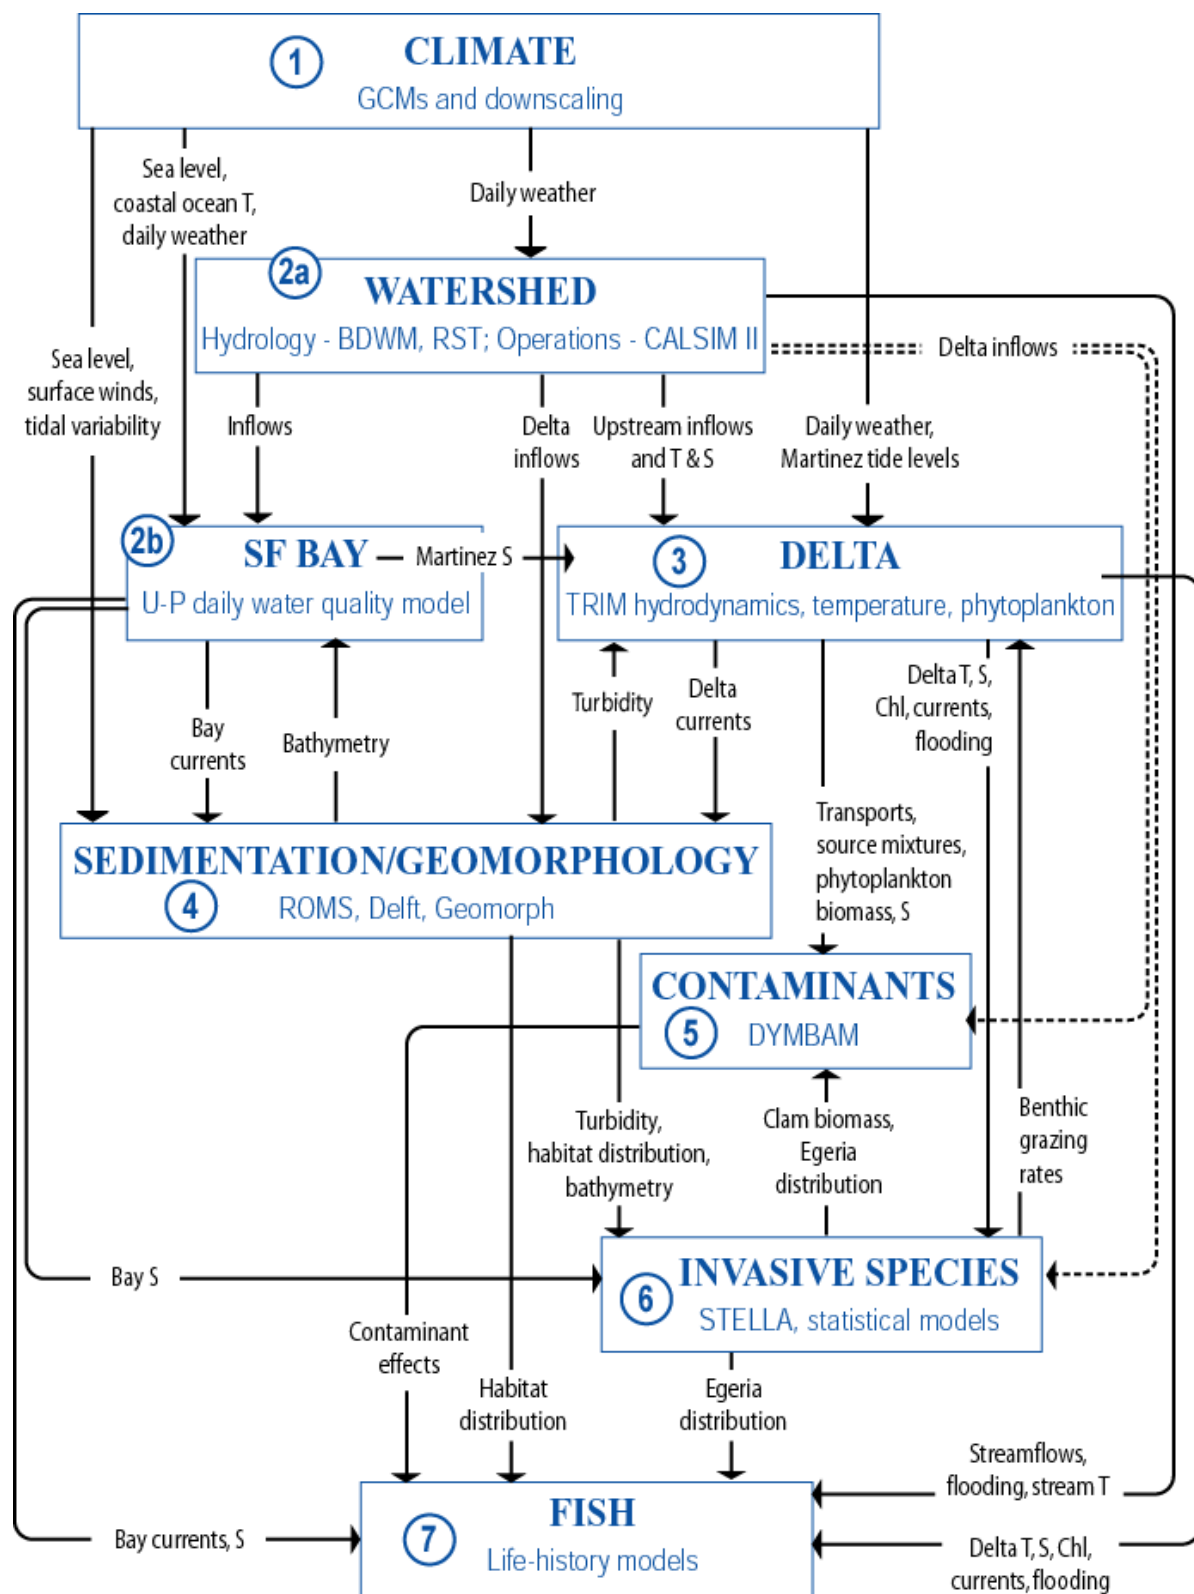 1
CLIMATE
GCMs and downscaling
Sea level,
coastal ocean T,
daily weather
Daily weather
2a
WATERSHED
Hydrology - BDWM, RST; Operations - CALSIM II
Delta inflows
Sea level,
surface winds,
tidal variability
Inflows
Delta
inflows
Upstream inflows
and T & S
Daily weather,
Martinez tide levels
2b
SF BAY
U-P daily water quality model
Martinez S
3
DELTA
TRIM hydrodynamics, temperature, phytoplankton
Bay
currents
Bathymetry
Turbidity
Delta
currents
Delta T, S,
Chl, currents,
flooding
Transports,
source mixtures,
phytoplankton
biomass, S
SEDIMENTATION/GEOMORPHOLOGY
4
ROMS, Delft, Geomorph
CONTAMINANTS
5
DYMBAM
Turbidity,
habitat distribution,
bathymetry
Clam biomass,
Egeria
distribution
Benthic
grazing
rates
Bay S
INVASIVE SPECIES
6
STELLA, statistical models
Contaminant
effects
Habitat
distribution
Egeria
distribution
Streamflows,
flooding, stream T
FISH
7
Life-history models
Bay currents, S
Delta T, S, Chl,
currents, flooding